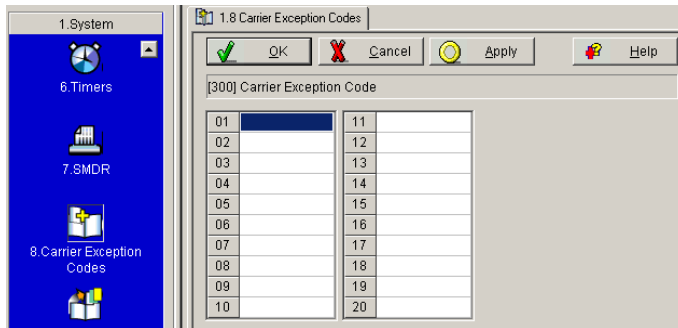 1.System
6.Timers
7.SMDR
8.Carrier Exception
Codes
1.8 Carrier Exception Codes
OK Cancel Apply Help
[300] Carrier Exception Code
01 11
02 12
03 13
04 14
05 15
06 16
07 17
08 18
09 19
10 20